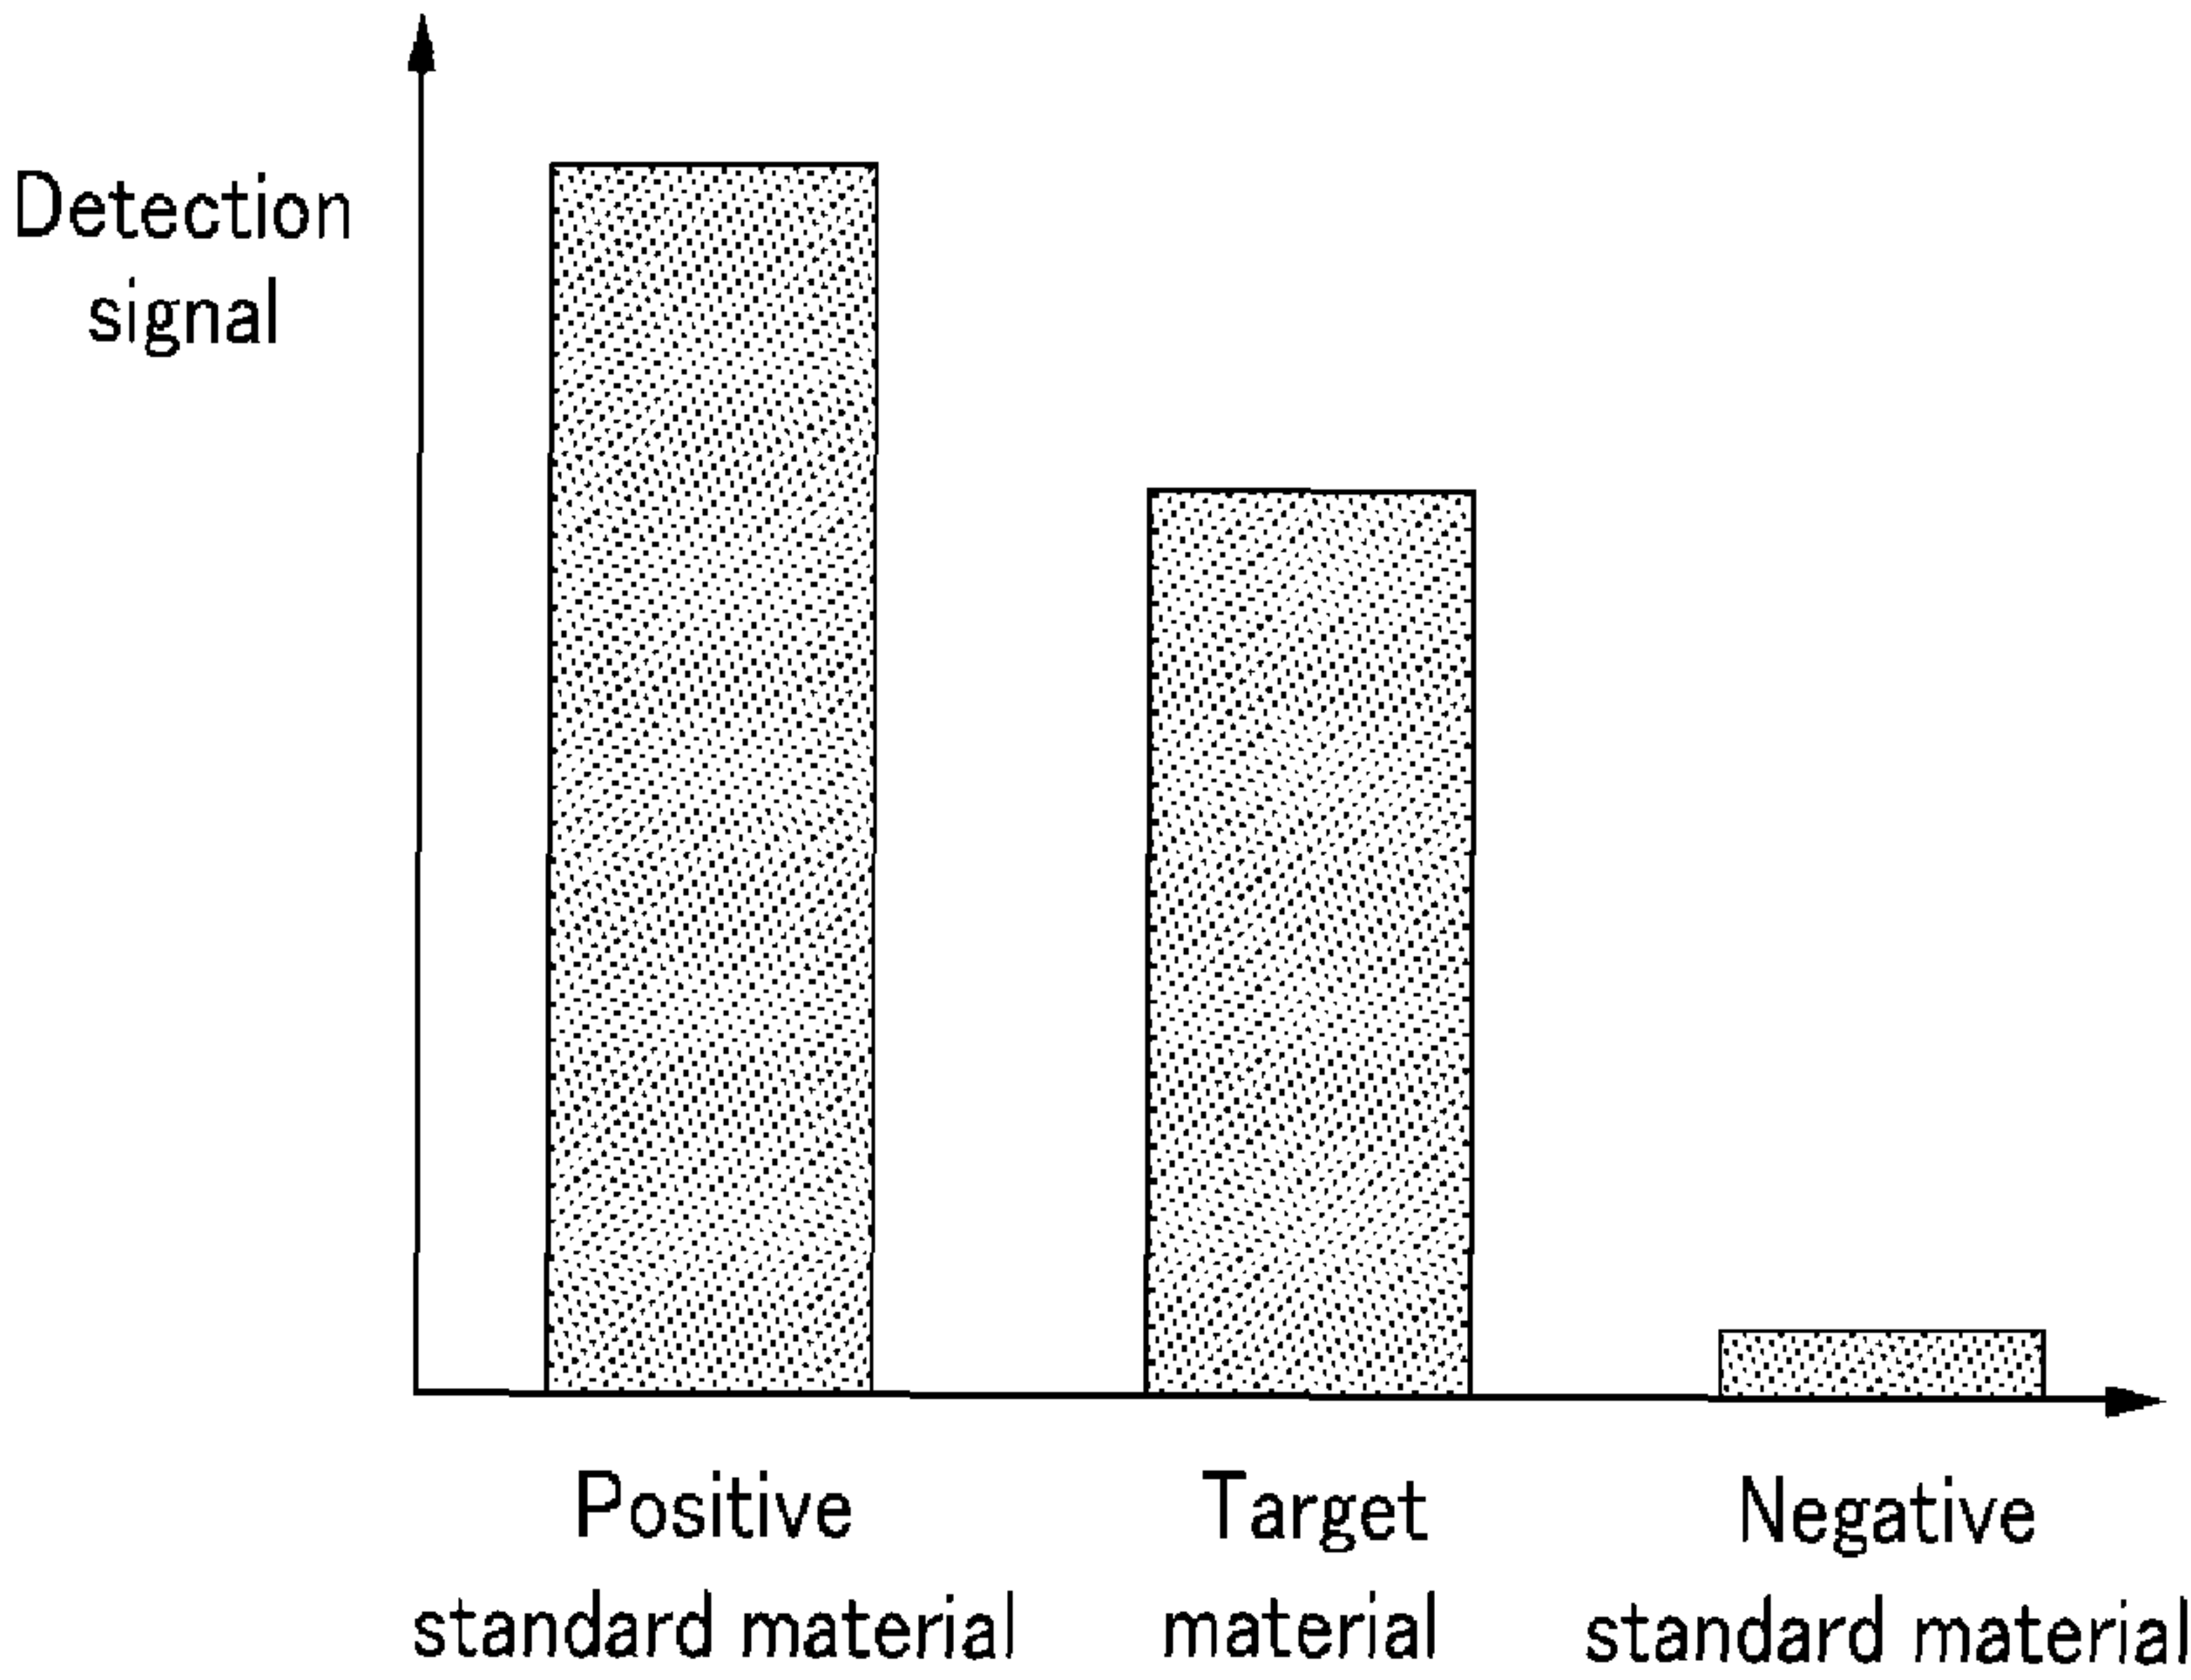 Detection
signal
Positive
standard material
Target
material
Negative
standard material